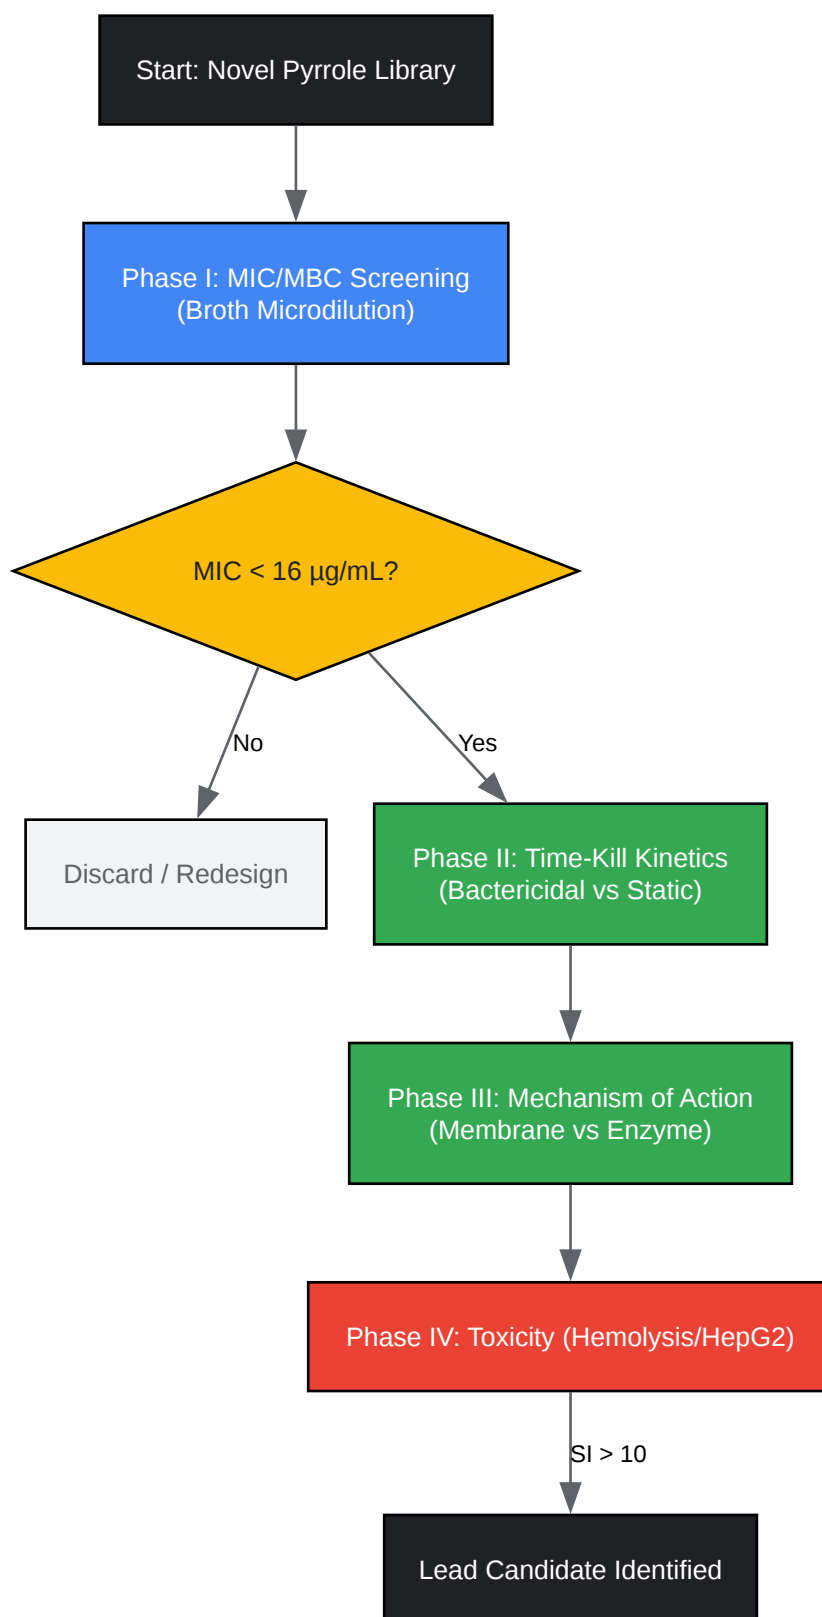 Start: Novel Pyrrole Library
Phase I: MIC/MBC Screening
(Broth Microdilution)
MIC < 16 µg/mL?
No
Yes
Discard / Redesign
Phase II: Time-Kill Kinetics
(Bactericidal vs Static)
Phase III: Mechanism of Action
(Membrane vs Enzyme)
Phase IV: Toxicity (Hemolysis/HepG2)
SI > 10
Lead Candidate Identified